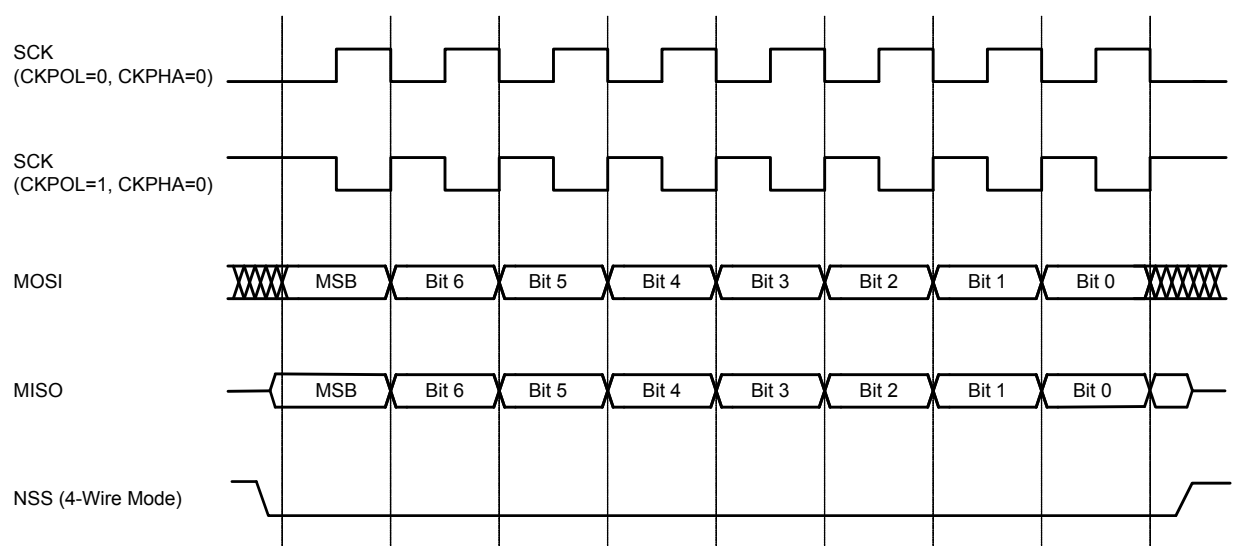 SCK
(CKPOL=0, CKPHA=0)
SCK
(CKPOL=1, CKPHA=0)
MOSI
MSB Bit 6 Bit 5 Bit 4 Bit 3 Bit 2 Bit 1 Bit 0
MISO
MSB Bit 6 Bit 5 Bit 4 Bit 3 Bit 2 Bit 1 Bit 0
NSS (4-Wire Mode)